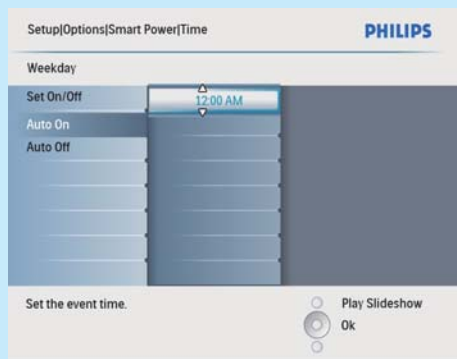 Setup|Options|Smart Power|Time
PHILIPS
Weekday
Set On/Off
12:00 AM
Auto On
Auto Off
Set the event time.
Play Slideshow
Ok